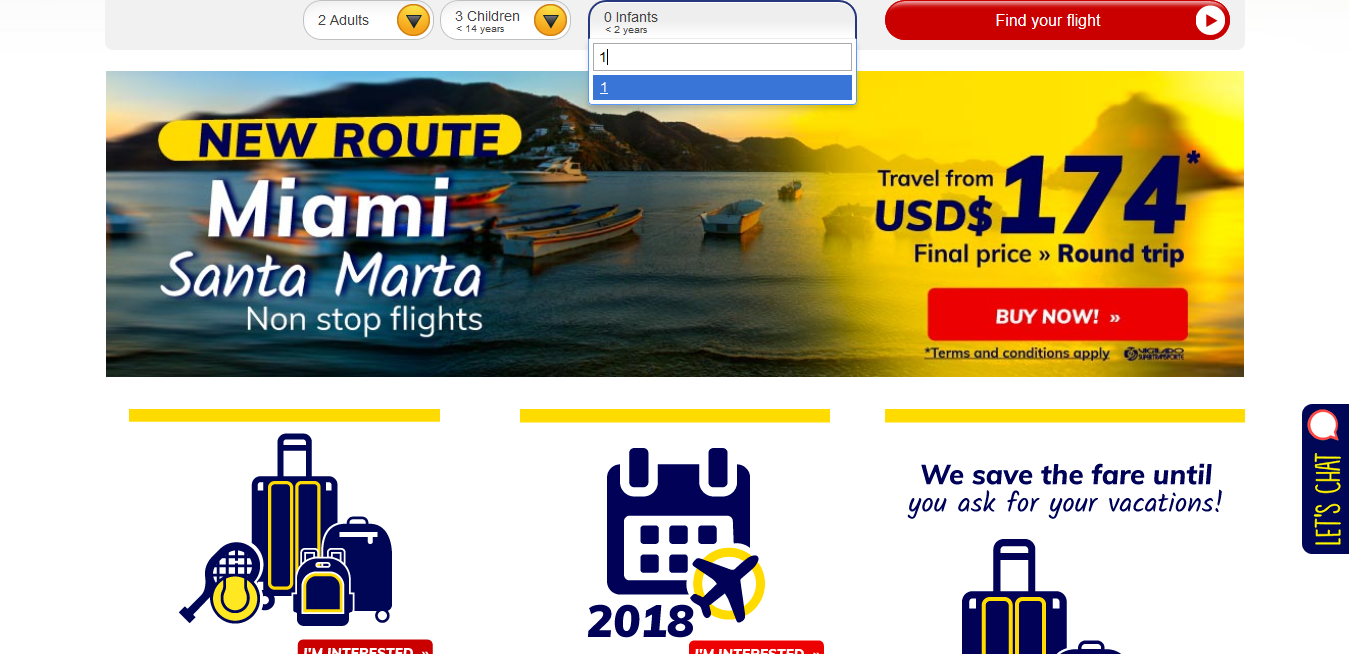 2 Adults
3 Children
< 14 years
0 Infants
< 2 years
1
1
Find your flight
NEW ROUTE
Miami
Santa Marta
Non stop flights
Travel from
USD$ 174*
Final price » Round trip
BUY NOW! »
*Terms and conditions apply
VIGILADO
SUPERTRANSPORTE
LET'S CHAT
We save the fare until
you ask for your vacations!
2018
I'M INTERESTED »
I'M INTERESTED »